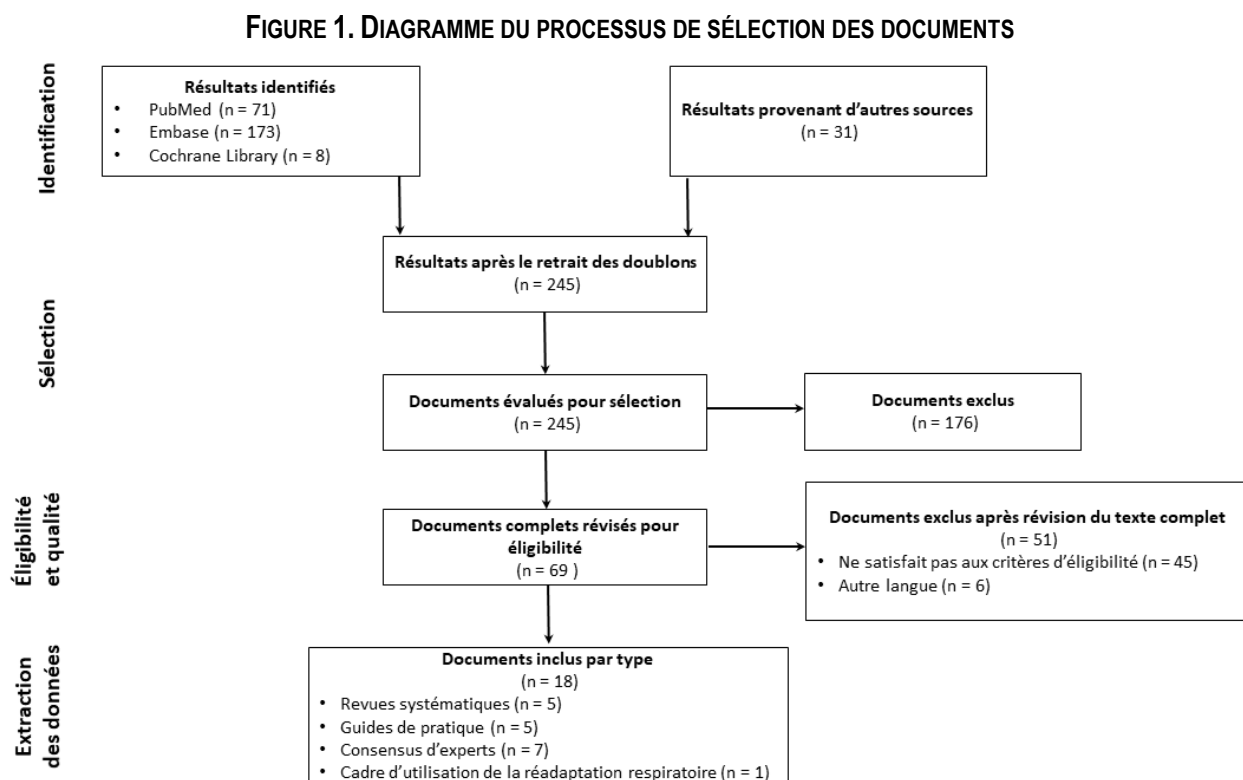 FIGURE 1. DIAGRAMME DU PROCESSUS DE SÉLECTION DES DOCUMENTS
Identification
Résultats identifiés
• PubMed (n = 71)
• Embase (n = 173)
• Cochrane Library (n = 8)
Résultats provenant d'autres sources
(n = 31)
Sélection
Résultats après le retrait des doublons
(n = 245)
Documents évalués pour sélection
(n = 245)
Documents exclus
(n = 176)
Éligibilité
et qualité
Documents complets révisés pour
éligibilité
(n = 69 )
Documents exclus après révision du texte complet
(n = 51)
• Ne satisfait pas aux critères d'éligibilité (n = 45)
• Autre langue (n = 6)
Extraction
des données
Documents inclus par type
(n = 18)
• Revues systématiques (n = 5)
• Guides de pratique (n = 5)
• Consensus d'experts (n = 7)
• Cadre d'utilisation de la réadaptation respiratoire (n = 1)